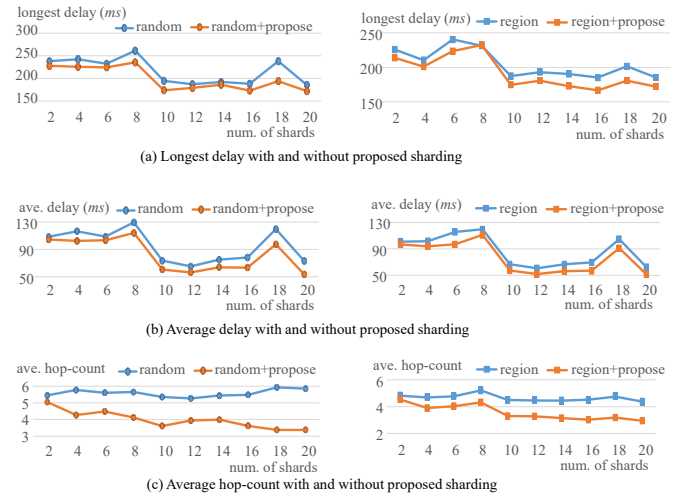 longest delay (ms)
random
random+propose
300
250
200
150
2 4 6 8 10 12 14 16 18 20
num. of shards
longest delay (ms)
region
region+propose
250
200
150
2 4 6 8 10 12 14 16 18 20
num. of shards
(a) Longest delay with and without proposed sharding
ave. delay (ms)
random
random+propose
130
90
50
2 4 6 8 10 12 14 16 18 20
num. of shards
ave. delay (ms)
region
region+propose
130
90
50
2 4 6 8 10 12 14 16 18 20
num. of shards
(b) Average delay with and without proposed sharding
ave. hop-count
random
random+propose
6
5
4
3
2 4 6 8 10 12 14 16 18 20
num. of shards
ave. hop-count
region
region+propose
6
4
2
2 4 6 8 10 12 14 16 18 20
num. of shards
(c) Average hop-count with and without proposed sharding